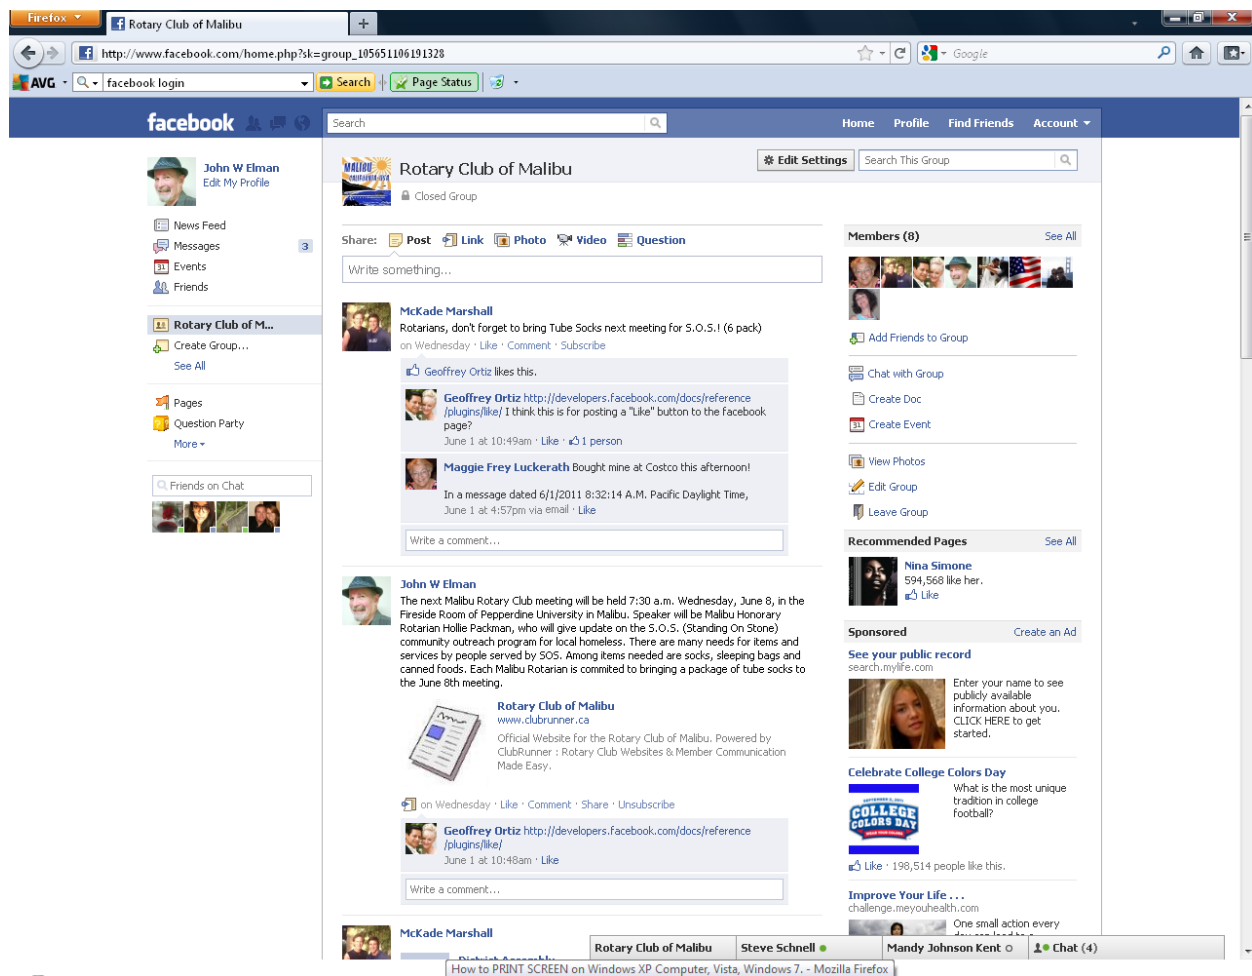 Firefox
Rotary Club of Malibu
http://www.facebook.com/home.php?sk=group_105651106191328
Google
AVG
facebook login
Search
Page Status
facebook
Search
Home Profile Find Friends Account
John W Elman
Edit My Profile
News Feed
Messages 3
Events
Friends
Rotary Club of M...
Create Group...
See All
Pages
Question Party
More
Friends on Chat
MALIBU
Rotary Club of Malibu
Closed Group
Edit Settings
Search This Group
Share: Post Link Photo Video Question
Write something...
McKade Marshall
Rotarians, don't forget to bring Tube Socks next meeting for S.O.S.! (6 pack)
on Wednesday · Like · Comment · Subscribe
Geoffrey Ortiz likes this.
Geoffrey Ortiz http://developers.facebook.com/docs/reference
/plugins/like/ I think this is for posting a "Like" button to the facebook
page?
June 1 at 10:49am · Like · 1 person
Maggie Frey Luckerath Bought mine at Costco this afternoon!
In a message dated 6/1/2011 8:32:14 A.M. Pacific Daylight Time,
June 1 at 4:57pm via email · Like
Write a comment...
John W Elman
The next Malibu Rotary Club meeting will be held 7:30 a.m. Wednesday, June 8, in the
Fireside Room of Pepperdine University in Malibu. Speaker will be Malibu Honorary
Rotarian Hollie Packman, who will give update on the S.O.S. (Standing On Stone)
community outreach program for local homeless. There are many needs for items and
services by people served by SOS. Among items needed are socks, sleeping bags and
canned foods. Each Malibu Rotarian is commited to bringing a package of tube socks to
the June 8th meeting.
Rotary Club of Malibu
www.clubrunner.ca
Official Website for the Rotary Club of Malibu. Powered by
ClubRunner : Rotary Club Websites & Member Communication
Made Easy.
on Wednesday · Like · Comment · Share · Unsubscribe
Geoffrey Ortiz http://developers.facebook.com/docs/reference
/plugins/like/
June 1 at 10:48am · Like
Write a comment...
McKade Marshall
Members (8) See All
Add Friends to Group
Chat with Group
Create Doc
31 Create Event
View Photos
Edit Group
Leave Group
Recommended Pages See All
Nina Simone
594,568 like her.
Like
Sponsored Create an Ad
See your public record
search.mylife.com
Enter your name to see
publicly available
information about you.
CLICK HERE to get
started.
Celebrate College Colors Day
COLLEGE
COLORS DAY
What is the most unique
tradition in college
football?
Like · 198,514 people like this.
Improve Your Life . . .
challenge.meyouhealth.com
One small action every
Rotary Club of Malibu
Steve Schnell
Mandy Johnson Kent
Chat (4)
How to PRINT SCREEN on Windows XP Computer, Vista, Windows 7. - Mozilla Firefox